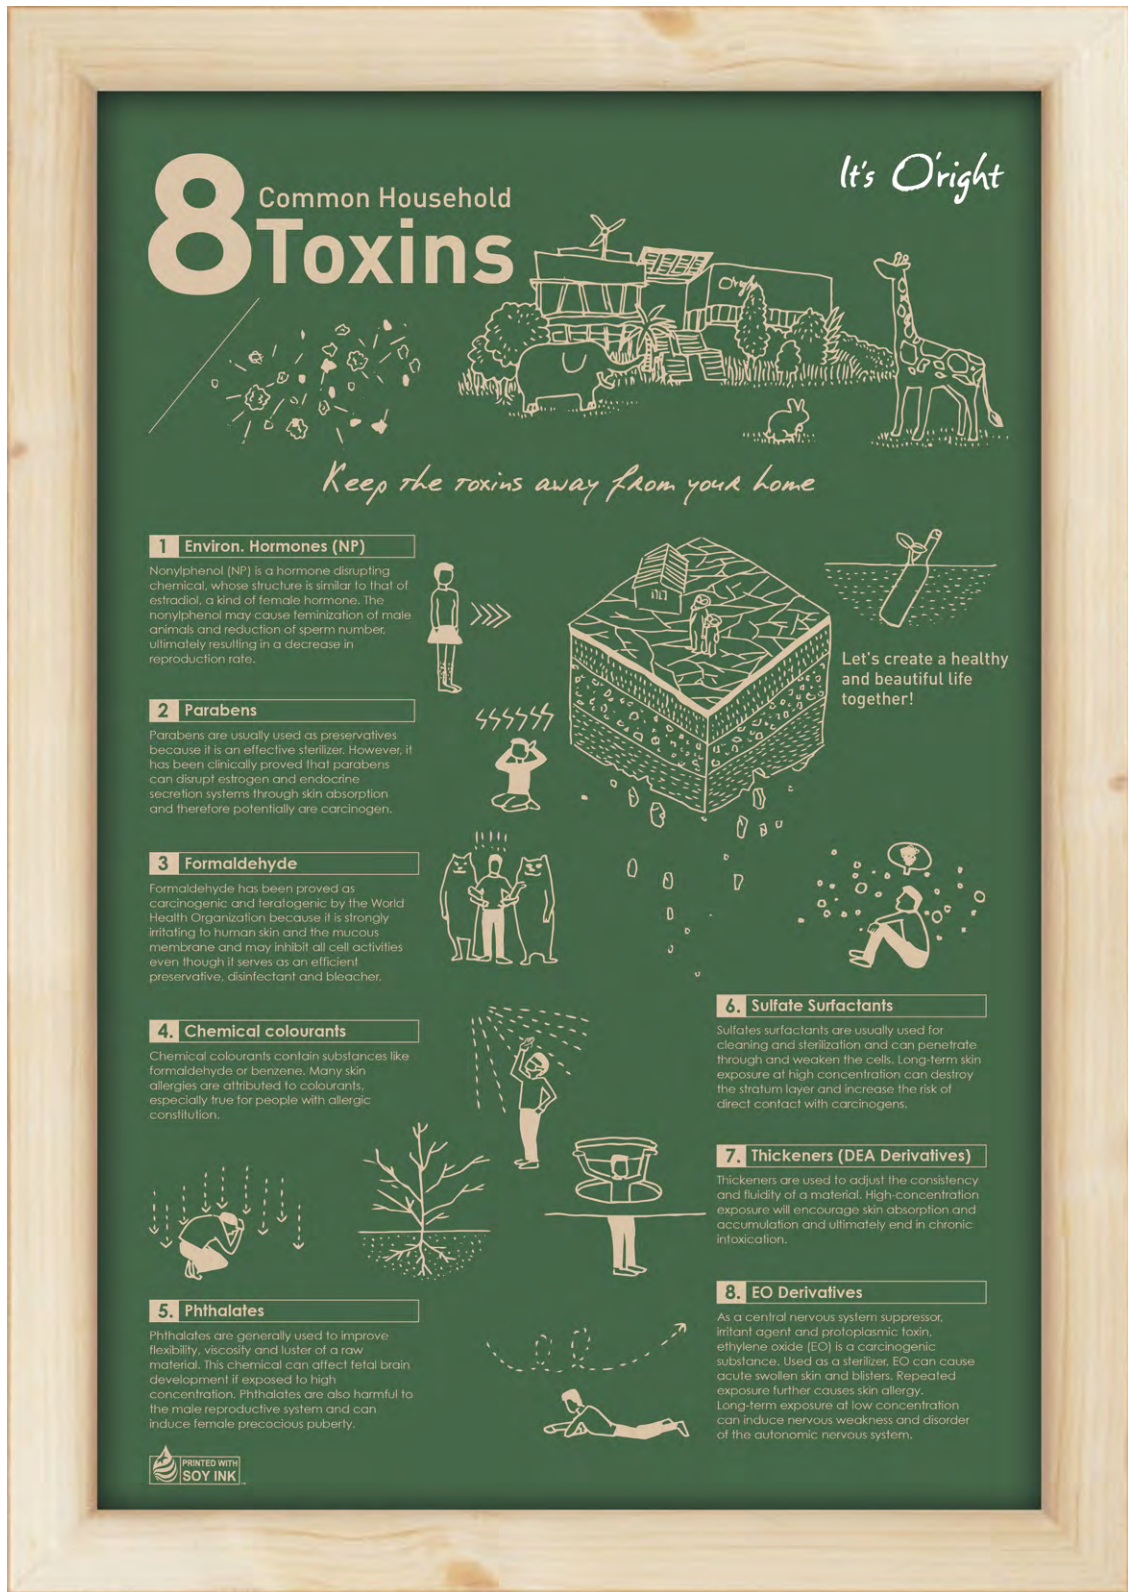 8
Common Household
Toxins
It's O'right
O'right
Keep the toxins away from your home
1 Environ. Hormones (NP)
Nonylphenol (NP) is a hormone disrupting
chemical, whose structure is similar to that of
estradiol, a kind of female hormone. The
nonylphenol may cause feminization of male
animals and reduction of sperm number,
ultimately resulting in a decrease in
reproduction rate.
Let's create a healthy
and beautiful life
together!
2 Parabens
Parabens are usually used as preservatives
because it is an effective sterilizer. However, it
has been clinically proved that parabens
can disrupt estrogen and endocrine
secretion systems through skin absorption
and therefore potentially are carcinogen.
3 Formaldehyde
Formaldehyde has been proved as
carcinogenic and teratogenic by the World
Health Organization because it is strongly
irritating to human skin and the mucous
membrane and may inhibit all cell activities
even though it serves as an efficient
preservative, disinfectant and bleacher.
4. Chemical colourants
Chemical colourants contain substances like
formaldehyde or benzene. Many skin
allergies are attributed to colourants,
especially true for people with allergic
constitution.
5. Phthalates
Phthalates are generally used to improve
flexibility, viscosity and luster of a raw
material. This chemical can affect fetal brain
development if exposed to high
concentration. Phthalates are also harmful to
the male reproductive system and can
induce female precocious puberty.
6. Sulfate Surfactants
Sulfates surfactants are usually used for
cleaning and sterilization and can penetrate
through and weaken the cells. Long-term skin
exposure at high concentration can destroy
the stratum layer and increase the risk of
direct contact with carcinogens.
7. Thickeners (DEA Derivatives)
Thickeners are used to adjust the consistency
and fluidity of a material. High-concentration
exposure will encourage skin absorption and
accumulation and ultimately end in chronic
intoxication.
8. EO Derivatives
As a central nervous system suppressor,
irritant agent and protoplasmic toxin,
ethylene oxide (EO) is a carcinogenic
substance. Used as a sterilizer, EO can cause
acute swollen skin and blisters. Repeated
exposure further causes skin allergy.
Long-term exposure at low concentration
can induce nervous weakness and disorder
of the autonomic nervous system.
PRINTED WITH
SOY INK